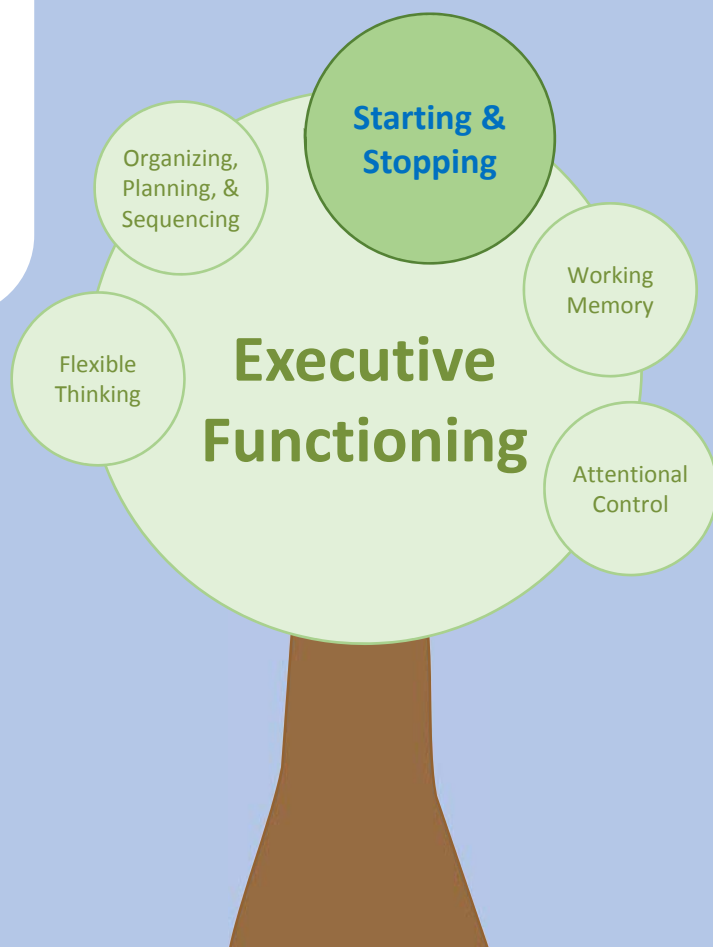 Starting &
Stopping
Organizing,
Planning, &
Sequencing
Working
Memory
Flexible
Thinking
Executive
Functioning
Attentional
Control